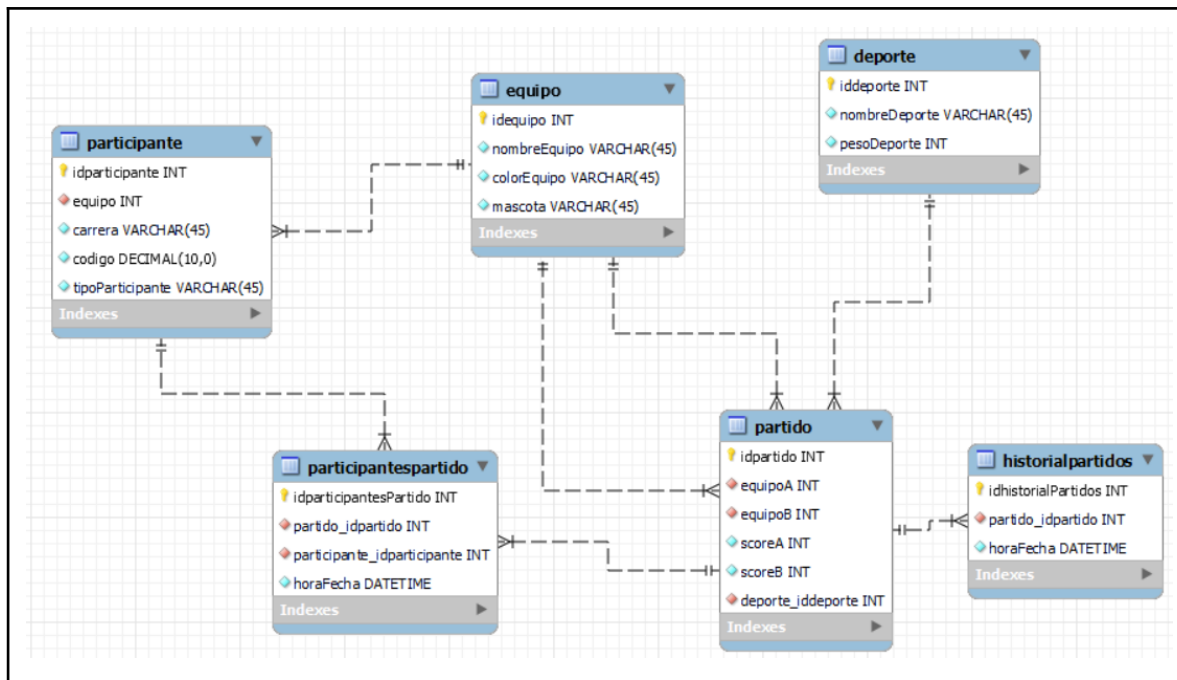 participante
idparticipante INT
equipo INT
carrera VARCHAR(45)
codigo DECIMAL(10,0)
tipoParticipante VARCHAR(45)
Indexes
equipo
idequipo INT
nombreEquipo VARCHAR(45)
colorEquipo VARCHAR(45)
mascota VARCHAR(45)
Indexes
deporte
iddeporte INT
nombreDeporte VARCHAR(45)
pesoDeporte INT
Indexes
participantespartido
idparticipantesPartido INT
partido_idpartido INT
participante_idparticipante INT
horaFecha DATETIME
Indexes
partido
idpartido INT
equipoA INT
equipoB INT
scoreA INT
scoreB INT
deporte_iddeporte INT
Indexes
historialpartidos
idhistorialPartidos INT
partido_idpartido INT
horaFecha DATETIME
Indexes